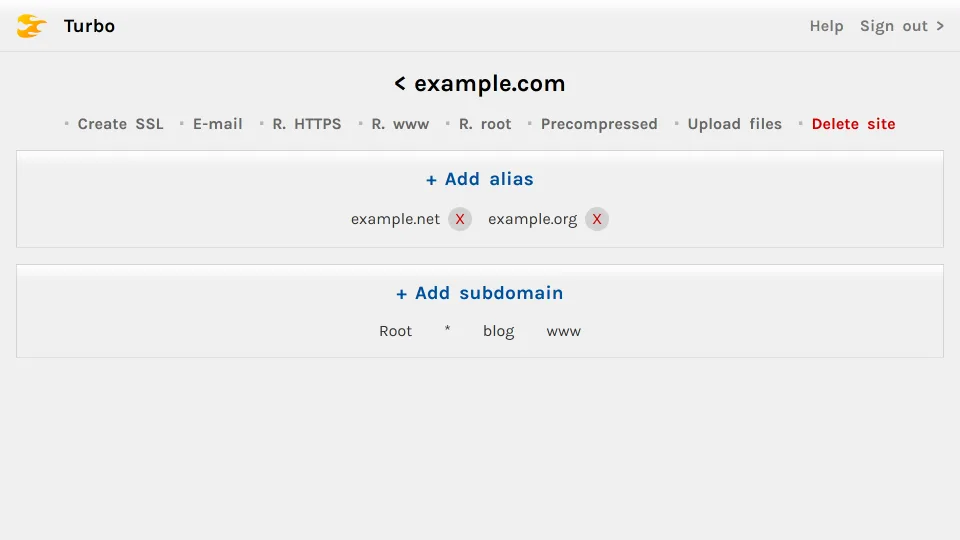 Turbo Help Sign out >
< example.com
· Create SSL · E-mail · R. HTTPS · R. www · R. root · Precompressed · Upload files · Delete site
+ Add alias
example.net X example.org X
+ Add subdomain
Root * blog www